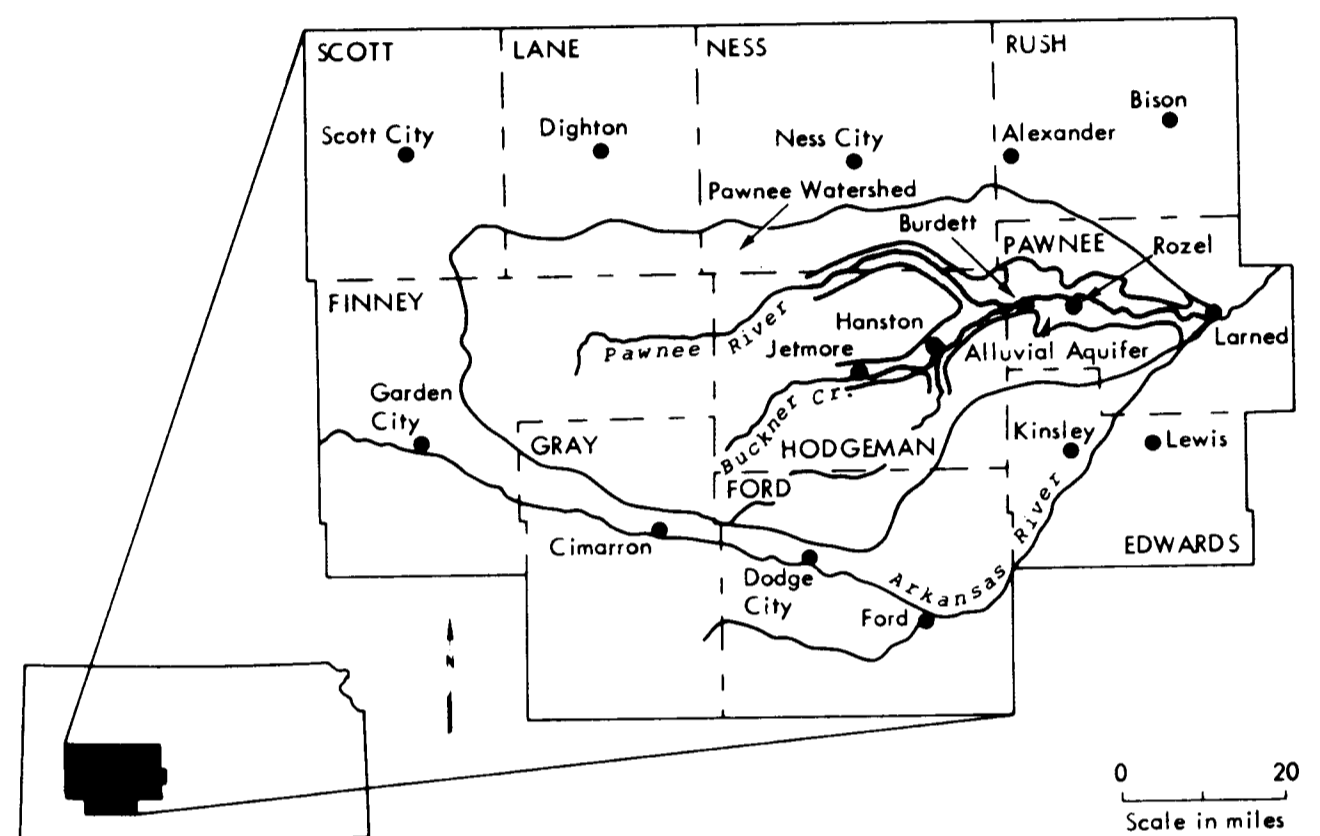 SCOTT
LANE
NESS
RUSH
Bison
Scott City
Dighton
Ness City
Alexander
Pawnee Watershed
Burdett
PAWNEE
Rozel
FINNEY
Pawnee River
Hanston
Jetmore
Alluvial Aquifer
Larned
Garden
City
Buckner Cr.
GRAY
HODGEMAN
Kinsley
Lewis
FORD
Cimarron
Dodge
City
Arkansas River
EDWARDS
Ford
N
0 20
Scale in miles